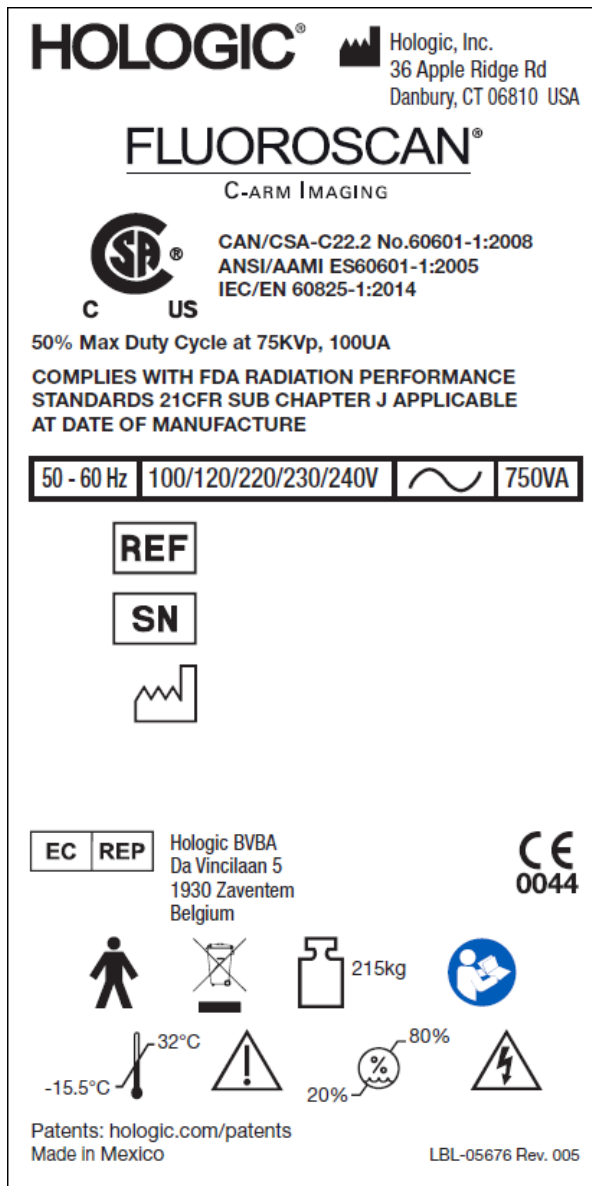 HOLOGIC®
Hologic, Inc.
36 Apple Ridge Rd
Danbury, CT 06810 USA
FLUOROSCAN®
C-ARM IMAGING
CSA ®
C US
CAN/CSA-C22.2 No.60601-1:2008
ANSI/AAMI ES60601-1:2005
IEC/EN 60825-1:2014
50% Max Duty Cycle at 75KVp, 100UA
COMPLIES WITH FDA RADIATION PERFORMANCE
STANDARDS 21CFR SUB CHAPTER J APPLICABLE
AT DATE OF MANUFACTURE
50 - 60 Hz 100/120/220/230/240V 750VA
REF
SN
EC REP
Hologic BVBA
Da Vincilaan 5
1930 Zaventem
Belgium
CE
0044
215kg
32°C
-15.5°C
%
80%
20%
Patents: hologic.com/patents
Made in Mexico
LBL-05676 Rev. 005